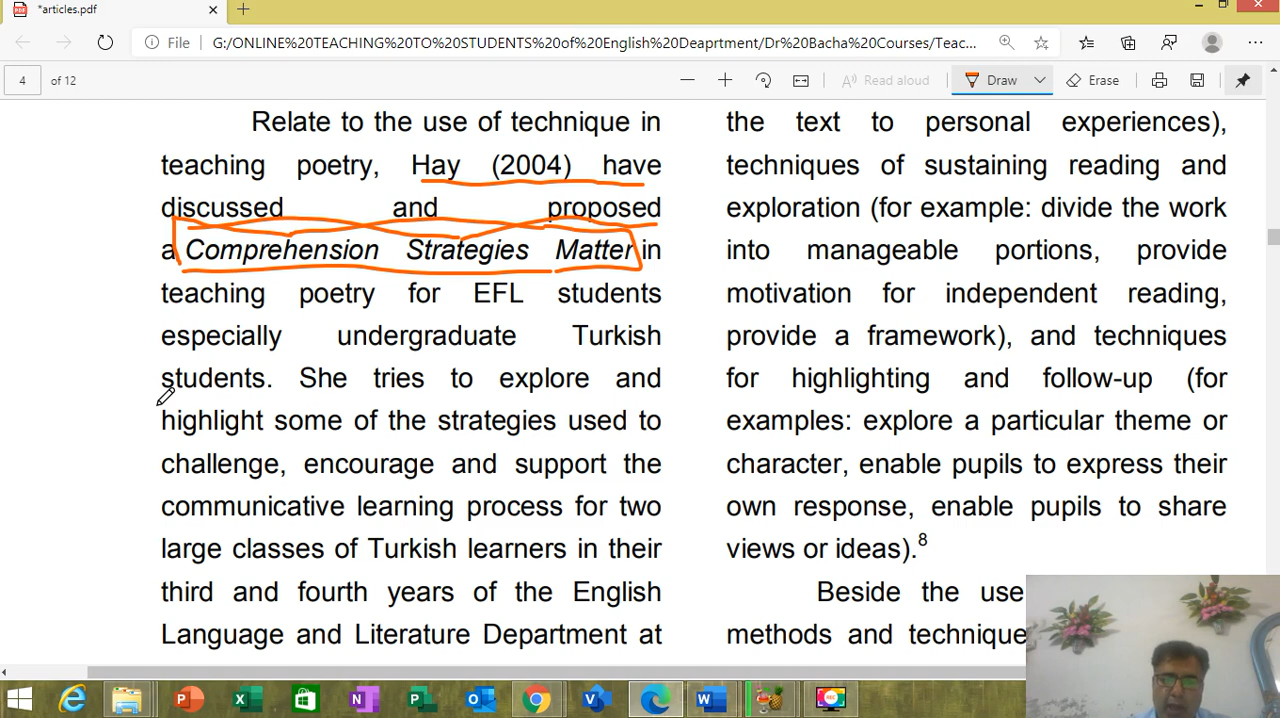 *articles.pdf
File G:/ONLINE%20TEACHING%20TO%20STUDENTS%20of%20English%20Deaprtment/Dr%20Bacha%20Courses/Teac...
4 of 12
Read aloud
Draw
Erase
Relate to the use of technique in
teaching poetry, Hay (2004) have
discussed and proposed
a Comprehension Strategies Matter in
teaching poetry for EFL students
especially undergraduate Turkish
students. She tries to explore and
highlight some of the strategies used to
challenge, encourage and support the
communicative learning process for two
large classes of Turkish learners in their
third and fourth years of the English
Language and Literature Department at
the text to personal experiences),
techniques of sustaining reading and
exploration (for example: divide the work
into manageable portions, provide
motivation for independent reading,
provide a framework), and techniques
for highlighting and follow-up (for
examples: explore a particular theme or
character, enable pupils to express their
own response, enable pupils to share
views or ideas).8
Beside the use
methods and technique